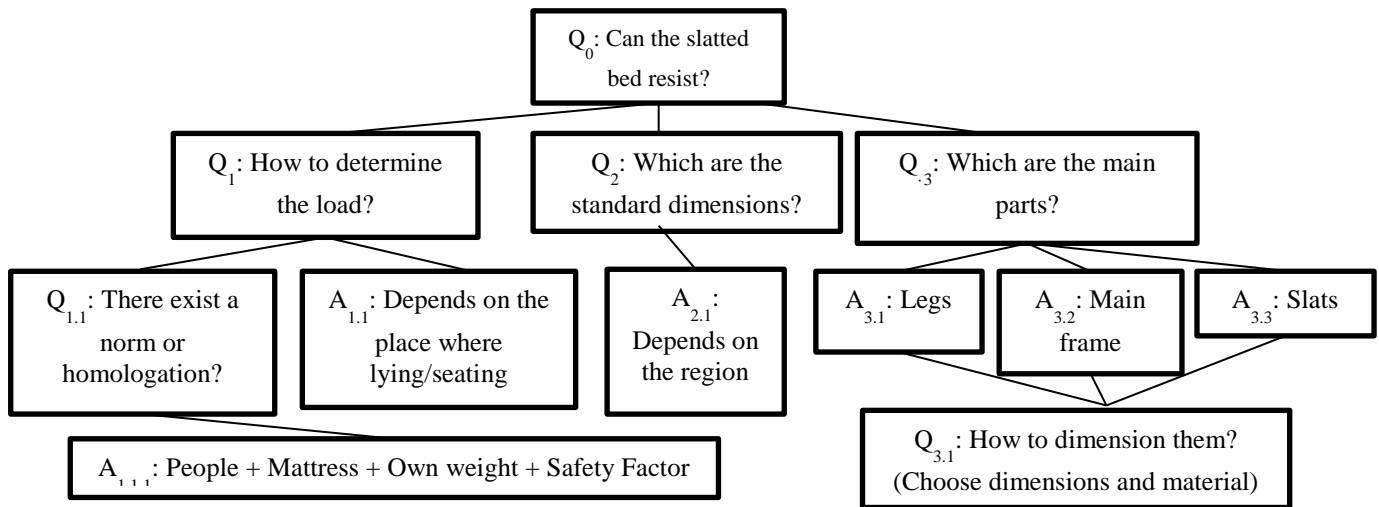 Q₀: Can the slatted
bed resist?
Q₁: How to determine
the load?
Q₂: Which are the
standard dimensions?
Q.₃: Which are the main
parts?
Q₁.₁: There exist a
norm or
homologation?
A₁.₁: Depends on the
place where
lying/seating
A₂.₁:
Depends on
the region
A₃.₁: Legs
A₃.₂: Main
frame
A₃.₃: Slats
A₁.₁.₁: People + Mattress + Own weight + Safety Factor
Q₃.₁: How to dimension them?
(Choose dimensions and material)